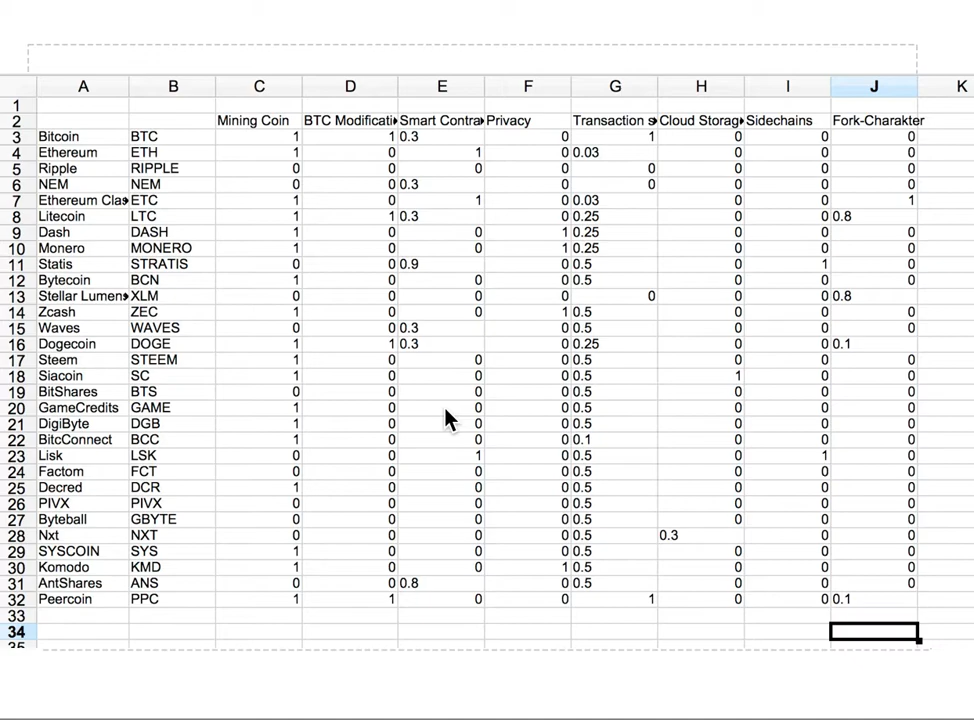 A B C D E F G H I J K
1
2 Mining Coin BTC Modificati Smart Contra Privacy Transaction s Cloud Storag Sidechains Fork-Charakter
3 Bitcoin BTC 1 1 0.3 0 1 0 0 0
4 Ethereum ETH 1 0 1 0 0.03 0 0 0
5 Ripple RIPPLE 0 0 0 0 0 0 0 0
6 NEM NEM 0 0 0.3 0 0 0 0 0
7 Ethereum Clas ETC 1 0 1 0 0.03 0 0 1
8 Litecoin LTC 1 1 0.3 0 0.25 0 0 0.8
9 Dash DASH 1 0 0 1 0.25 0 0 0
10 Monero MONERO 1 0 0 1 0.25 0 0 0
11 Statis STRATIS 0 0 0.9 0 0.5 0 1 0
12 Bytecoin BCN 1 0 0 0 0.5 0 0 0
13 Stellar Lumens XLM 0 0 0 0 0 0 0 0.8
14 Zcash ZEC 1 0 0 1 0.5 0 0 0
15 Waves WAVES 0 0 0.3 0 0.5 0 0 0
16 Dogecoin DOGE 1 1 0.3 0 0.25 0 0 0.1
17 Steem STEEM 1 0 0 0 0.5 0 0 0
18 Siacoin SC 1 0 0 0 0.5 1 0 0
19 BitShares BTS 0 0 0 0 0.5 0 0 0
20 GameCredits GAME 1 0 0 0 0.5 0 0 0
21 DigiByte DGB 1 0 0 0 0.5 0 0 0
22 BitcConnect BCC 1 0 0 0 0.1 0 0 0
23 Lisk LSK 0 0 1 0 0.5 0 1 0
24 Factom FCT 0 0 0 0 0.5 0 0 0
25 Decred DCR 1 0 0 0 0.5 0 0 0
26 PIVX PIVX 0 0 0 0 0.5 0 0 0
27 Byteball GBYTE 0 0 0 0 0.5 0 0 0
28 Nxt NXT 0 0 0 0 0.5 0.3 0 0
29 SYSCOIN SYS 1 0 0 0 0.5 0 0 0
30 Komodo KMD 1 0 0 1 0.5 0 0 0
31 AntShares ANS 0 0 0.8 0 0.5 0 0 0
32 Peercoin PPC 1 1 0 0 1 0 0 0.1
33
34
35